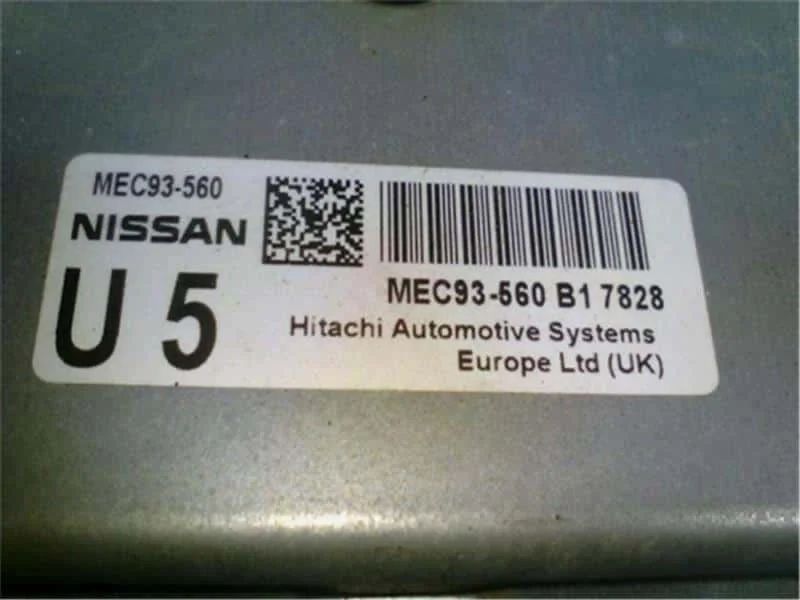 MEC93-560
NISSAN
U 5
MEC93-560 B1 7828
Hitachi Automotive Systems
Europe Ltd (UK)